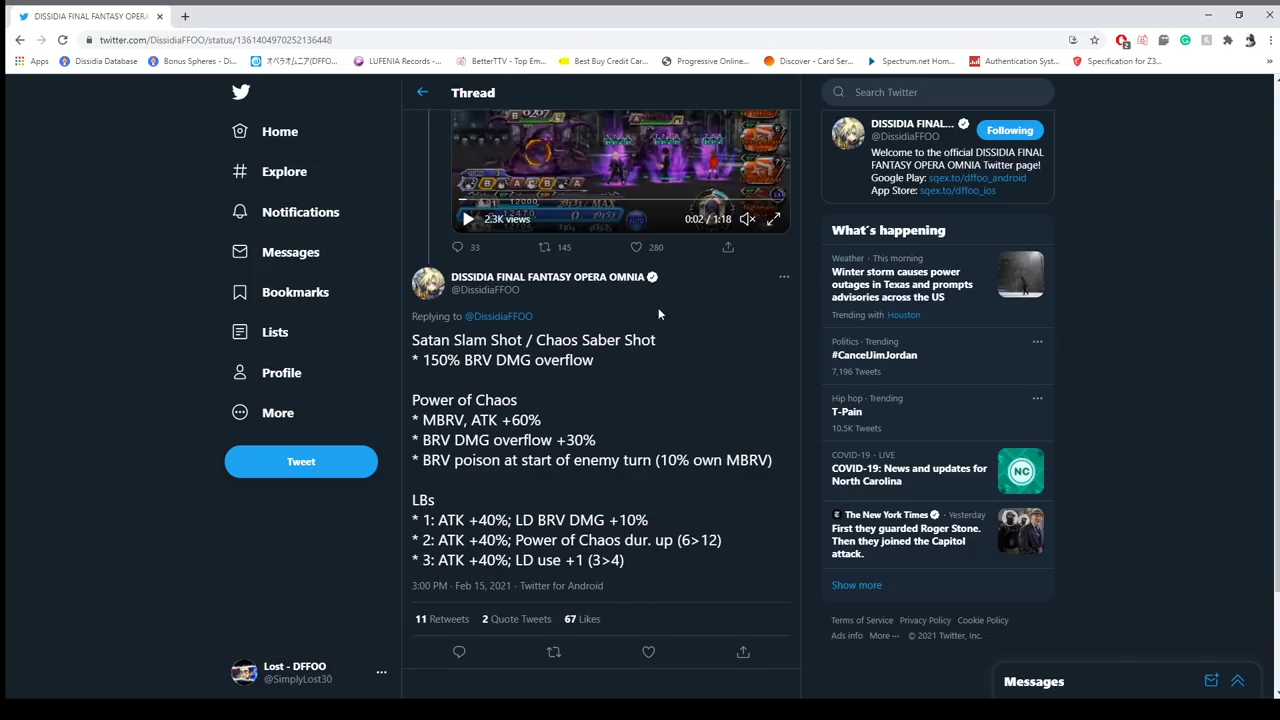 DISSIDIA FINAL FANTASY OPERA
twitter.com/DissidiaFFOO/status/1361404970252136448
2
Apps
Dissidia Database
Bonus Spheres - Di...
オペラオムニア(DFFO...
LUFENIA Records -...
BetterTTV - Top Em...
Best Buy Credit Car...
Progressive Online...
Discover - Card Ser...
Spectrum.net Hom...
Authentication Syst...
Specification for Z3...
Home
Explore
Notifications
Messages
Bookmarks
Lists
Profile
More
Tweet
Lost - DFFOO
@SimplyLost30
Thread
12000
12470
AUTO
2.3K views
0:02 / 1:18
33
145
280
DISSIDIA FINAL FANTASY OPERA OMNIA
@DissidiaFFOO
Replying to @DissidiaFFOO
Satan Slam Shot / Chaos Saber Shot
* 150% BRV DMG overflow
Power of Chaos
* MBRV, ATK +60%
* BRV DMG overflow +30%
* BRV poison at start of enemy turn (10% own MBRV)
LBs
* 1: ATK +40%; LD BRV DMG +10%
* 2: ATK +40%; Power of Chaos dur. up (6>12)
* 3: ATK +40%; LD use +1 (3>4)
3:00 PM · Feb 15, 2021 · Twitter for Android
11 Retweets 2 Quote Tweets 67 Likes
Search Twitter
DISSIDIA FINAL...
@DissidiaFFOO
Following
Welcome to the official DISSIDIA FINAL
FANTASY OPERA OMNIA Twitter page!
Google Play: sqex.to/dffoo_android
App Store: sqex.to/dffoo_ios
What's happening
Weather · This morning
Winter storm causes power
outages in Texas and prompts
advisories across the US
Trending with Houston
Politics · Trending
#CancelJimJordan
7,196 Tweets
Hip hop · Trending
T-Pain
10.5K Tweets
COVID-19 · LIVE
COVID-19: News and updates for
North Carolina
NC
The New York Times · Yesterday
First they guarded Roger Stone.
Then they joined the Capitol
attack.
Show more
Terms of Service Privacy Policy Cookie Policy
Ads info More ··· © 2021 Twitter, Inc.
Messages